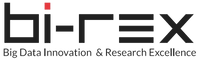 bi-rex
Big Data Innovation & Research Excellence